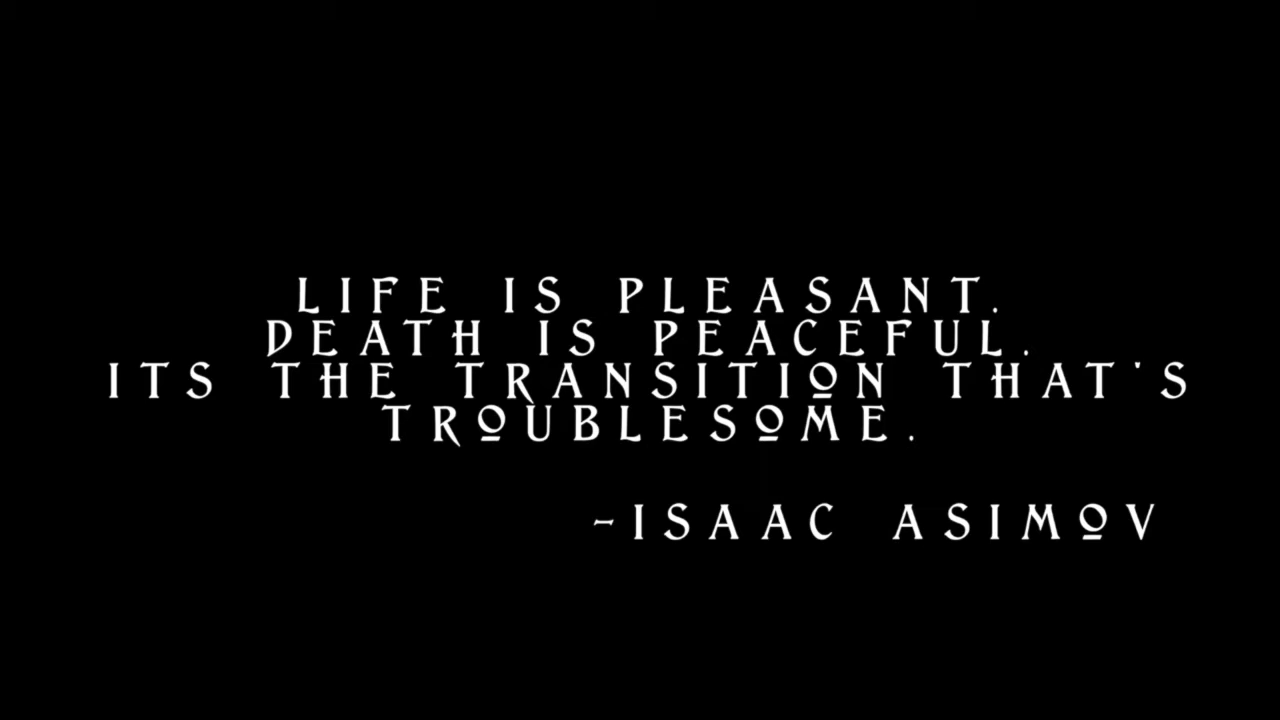 LIFE IS PLEASANT.
DEATH IS PEACEFUL.
ITS THE TRANSITION THAT'S
TROUBLESOME.
-ISAAC ASIMOV